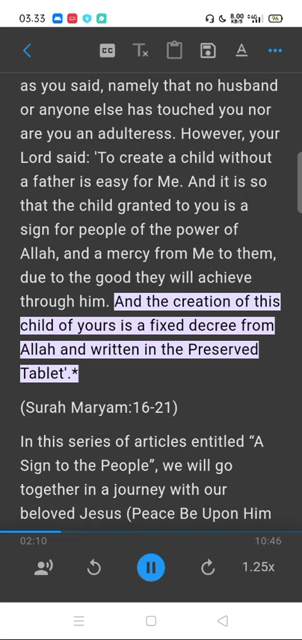 03.33
8.00 KB/S
4G
96
CC
T
A
as you said, namely that no husband
or anyone else has touched you nor
are you an adulteress. However, your
Lord said: 'To create a child without
a father is easy for Me. And it is so
that the child granted to you is a
sign for people of the power of
Allah, and a mercy from Me to them,
due to the good they will achieve
through him. And the creation of this
child of yours is a fixed decree from
Allah and written in the Preserved
Tablet'.*
(Surah Maryam:16-21)
In this series of articles entitled “A
Sign to the People”, we will go
together in a journey with our
beloved Jesus (Peace Be Upon Him
02:10
10:46
1.25x